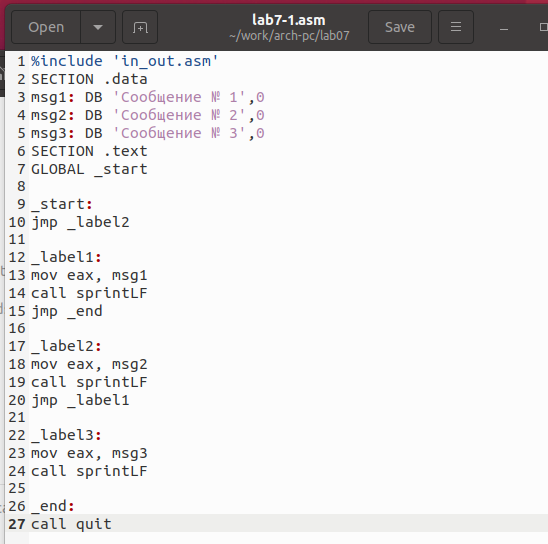 Open
lab7-1.asm
~/work/arch-pc/lab07
Save
1 %include 'in_out.asm'
2 SECTION .data
3 msg1: DB 'Сообщение № 1',0
4 msg2: DB 'Сообщение № 2',0
5 msg3: DB 'Сообщение № 3',0
6 SECTION .text
7 GLOBAL _start
8
9 _start:
10 jmp _label2
11
12 _label1:
13 mov eax, msg1
14 call sprintLF
15 jmp _end
16
17 _label2:
18 mov eax, msg2
19 call sprintLF
20 jmp _label1
21
22 _label3:
23 mov eax, msg3
24 call sprintLF
25
26 _end:
27 call quit